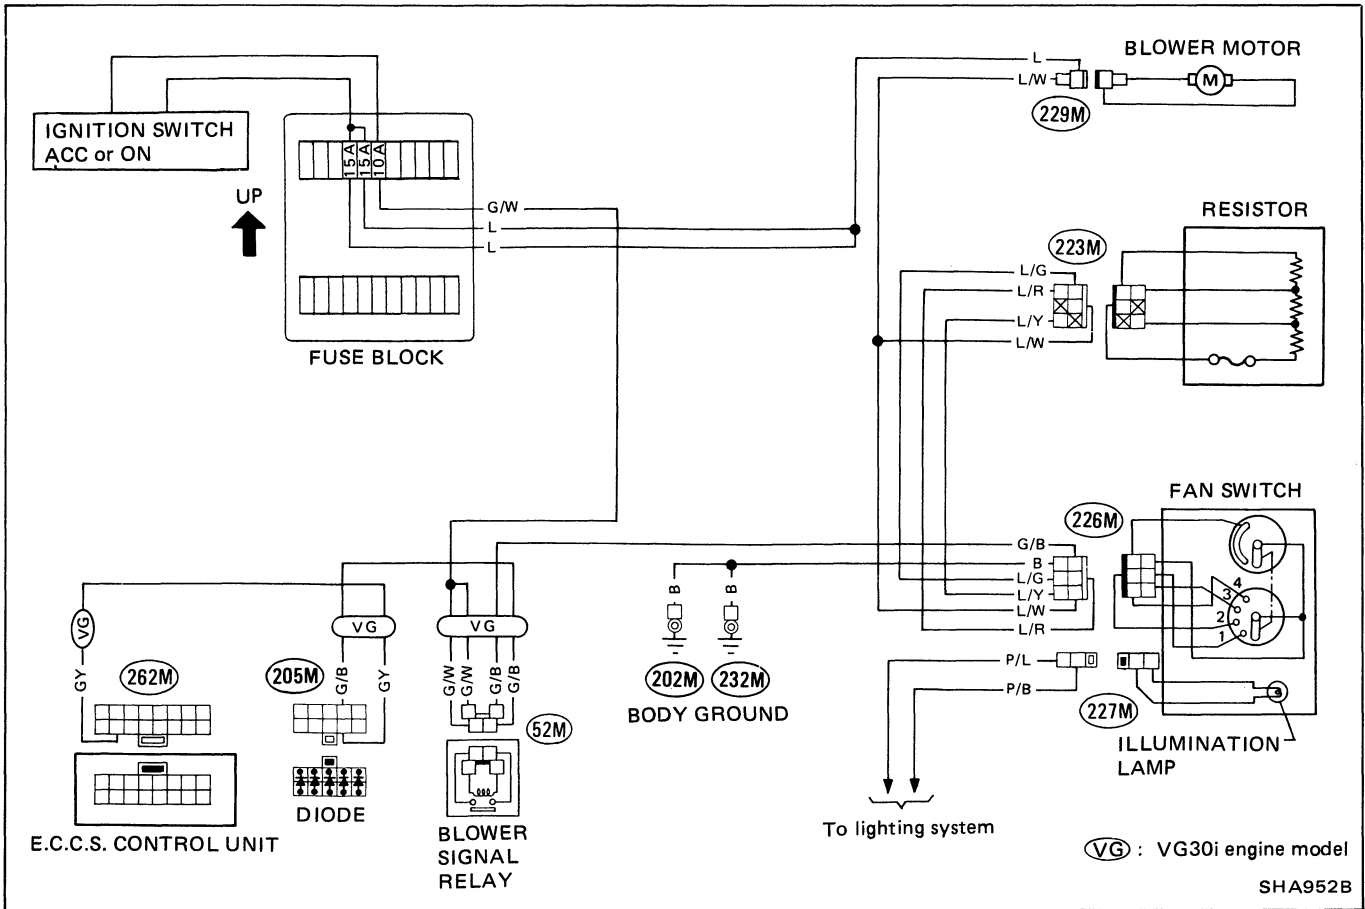 BLOWER MOTOR
L
L/W
M
229M
IGNITION SWITCH
ACC or ON
UP
15A
15A
10A
G/W
L
L
FUSE BLOCK
RESISTOR
223M
L/G
L/R
L/Y
L/W
FAN SWITCH
226M
G/B
B
L/G
L/Y
L/W
L/R
4
3
2
1
P/L
P/B
227M
ILLUMINATION
LAMP
To lighting system
B
B
202M
232M
BODY GROUND
VG
VG
VG
GY
262M
205M
G/B
GY
G/W
G/W
G/B
G/B
52M
E.C.C.S. CONTROL UNIT
DIODE
BLOWER
SIGNAL
RELAY
VG : VG30i engine model
SHA952B